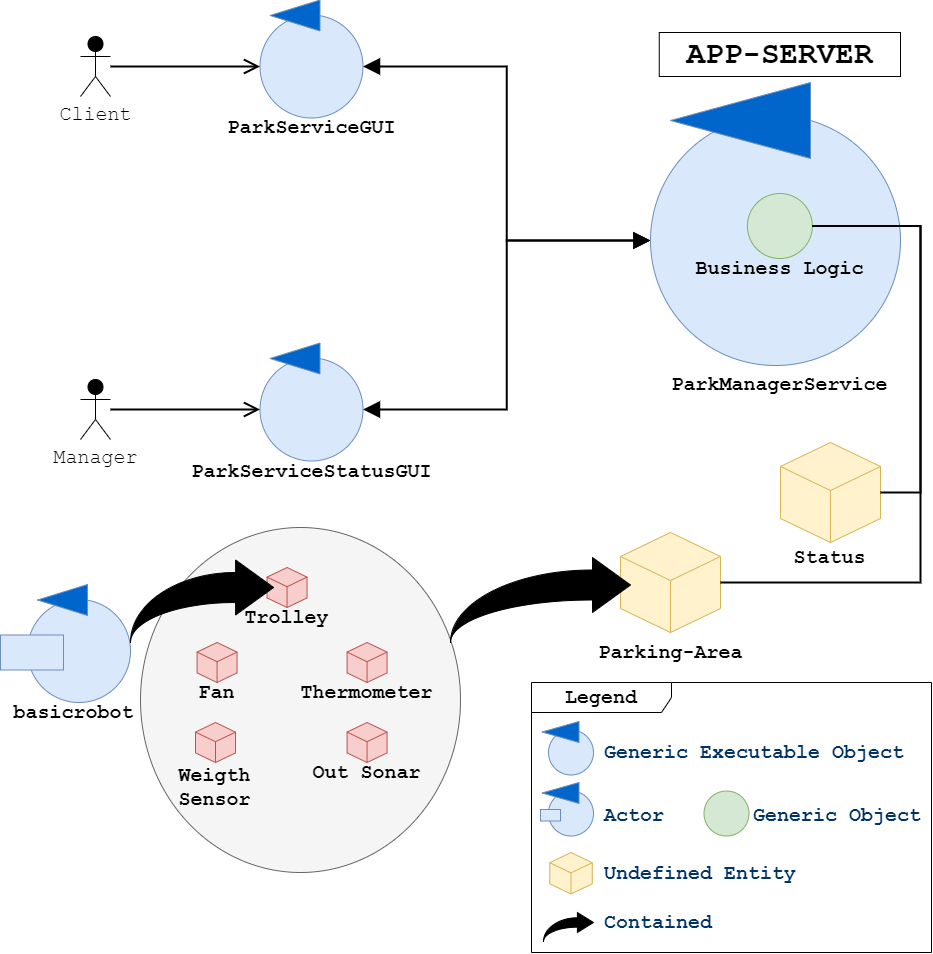 APP-SERVER
Client
ParkServiceGUI
Business Logic
ParkManagerService
Manager
ParkServiceStatusGUI
Status
Trolley
Parking-Area
Fan
Thermometer
basicrobot
Weigth
Sensor
Out Sonar
Legend
Generic Executable Object
Actor
Generic Object
Undefined Entity
Contained